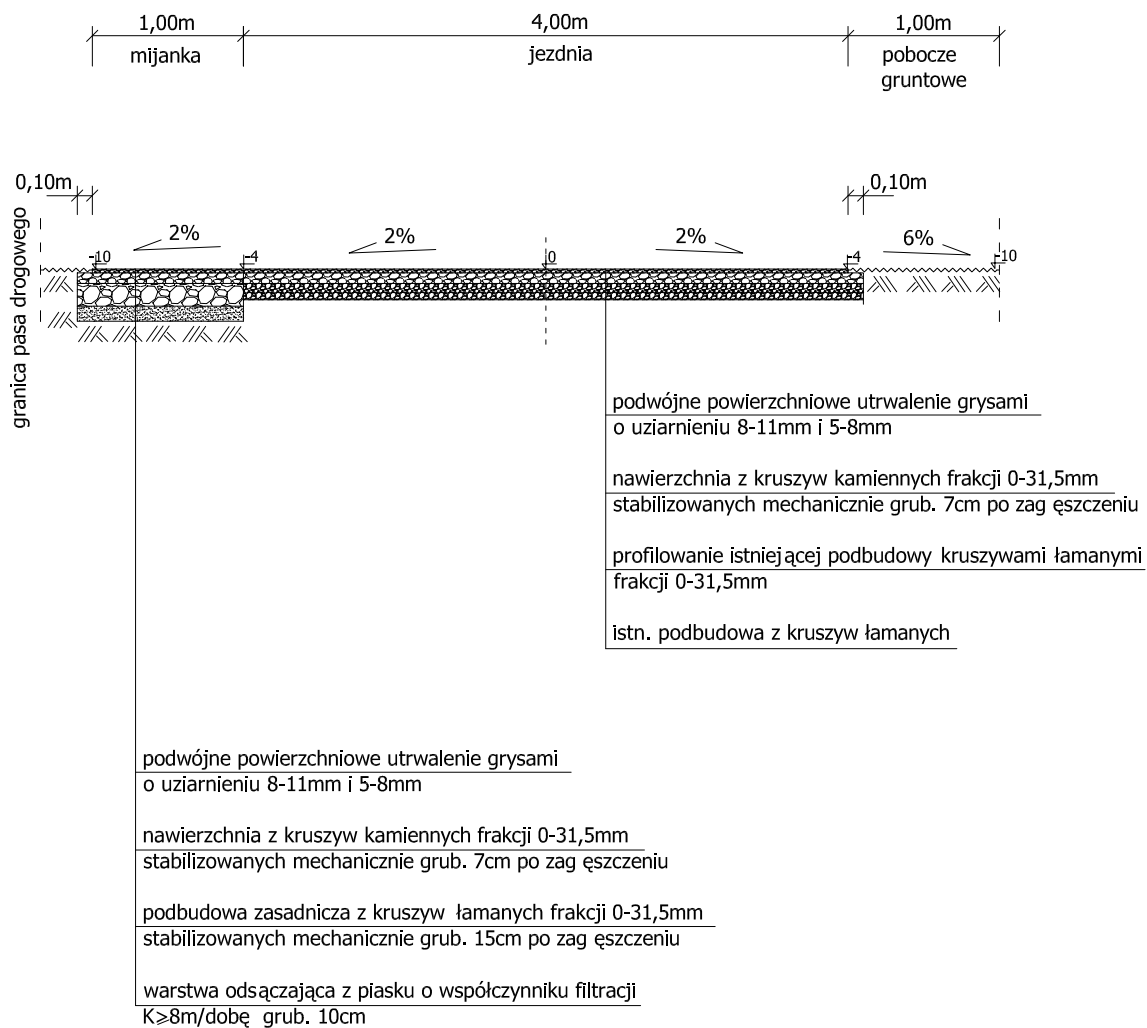 1,00m
4,00m
1,00m
mijanka
jezdnia
pobocze
gruntowe
0,10m
0,10m
granica pasa drogowego
2%
2%
2%
6%
-10
-4
0
-4
-10
podwójne powierzchniowe utrwalenie grysami
o uziarnieniu 8-11mm i 5-8mm
nawierzchnia z kruszyw kamiennych frakcji 0-31,5mm
stabilizowanych mechanicznie grub. 7cm po zag ęszczeniu
profilowanie istniejącej podbudowy kruszywami łamanymi
frakcji 0-31,5mm
istn. podbudowa z kruszyw łamanych
podwójne powierzchniowe utrwalenie grysami
o uziarnieniu 8-11mm i 5-8mm
nawierzchnia z kruszyw kamiennych frakcji 0-31,5mm
stabilizowanych mechanicznie grub. 7cm po zag ęszczeniu
podbudowa zasadnicza z kruszyw łamanych frakcji 0-31,5mm
stabilizowanych mechanicznie grub. 15cm po zag ęszczeniu
warstwa odsączająca z piasku o współczynniku filtracji
K≥8m/dobę grub. 10cm